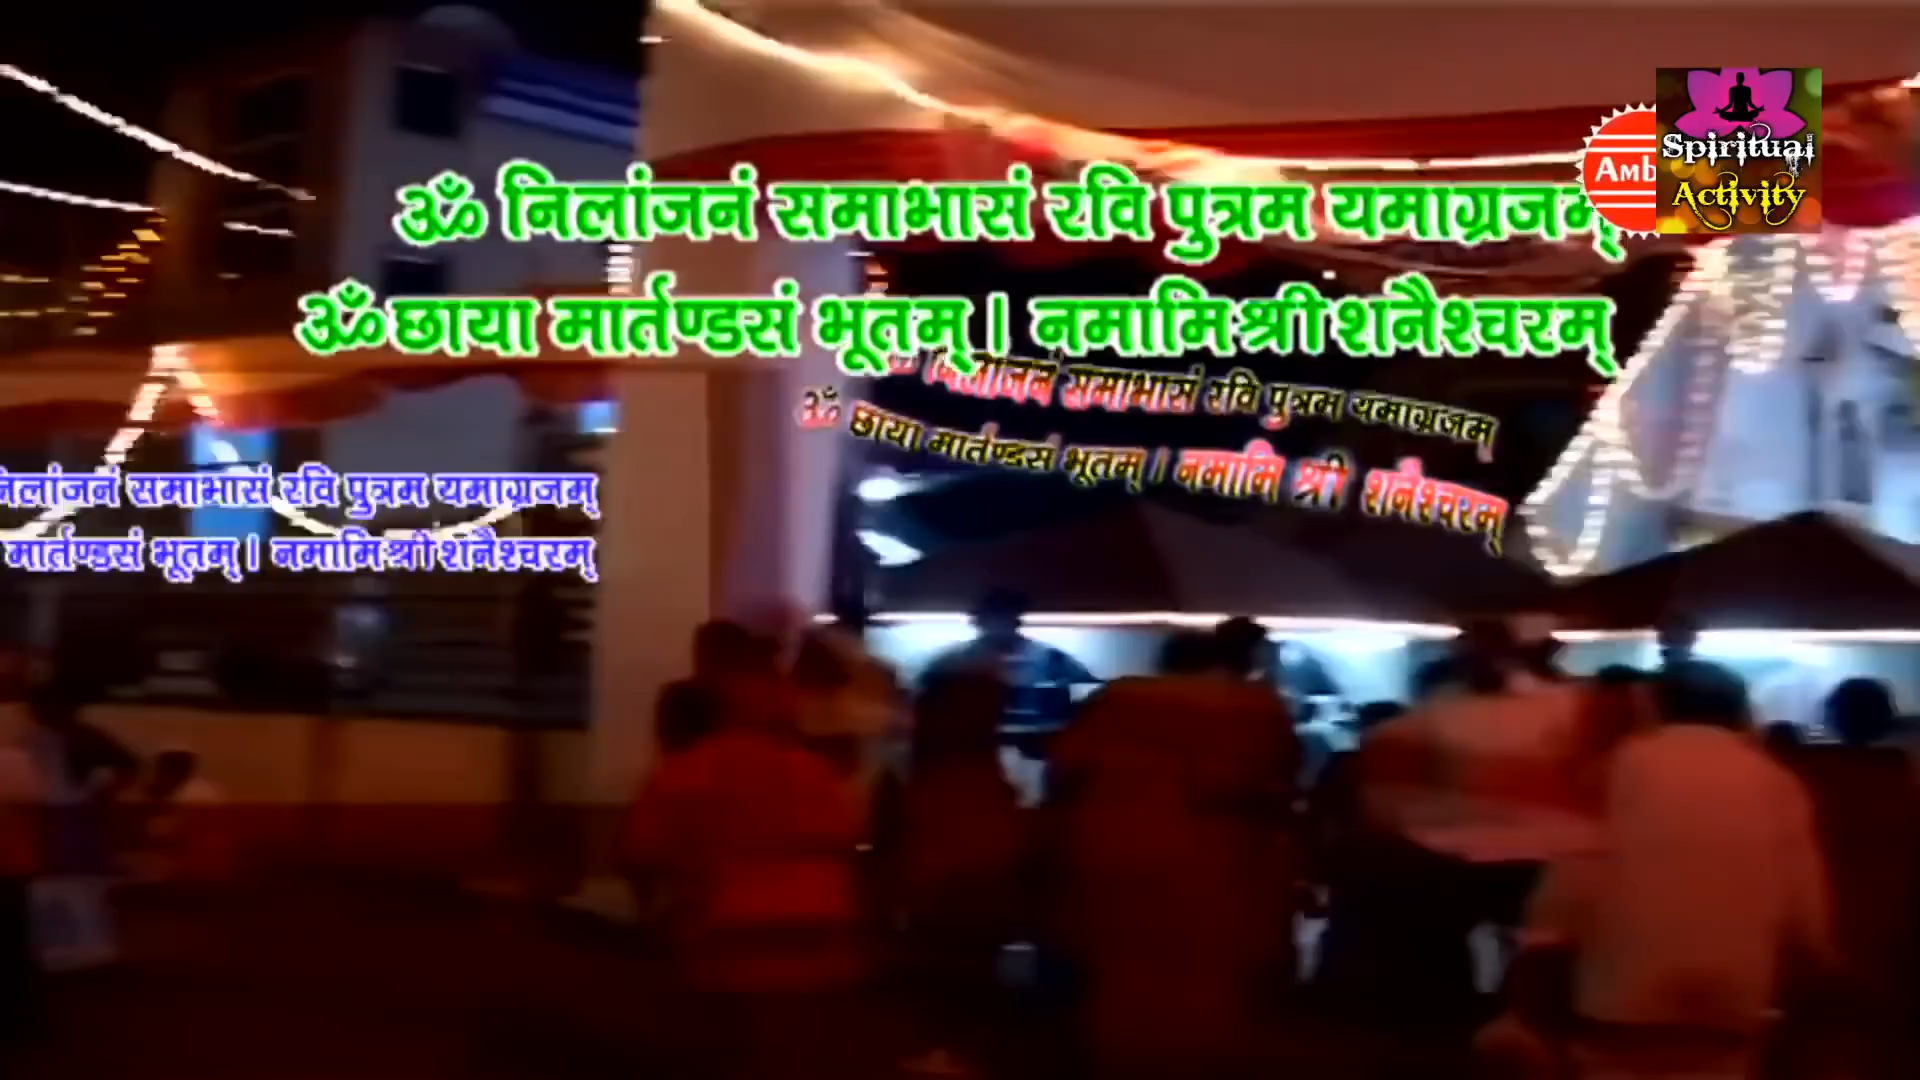 ॐ निलांजनं समाभासं रवि पुत्रम यमाग्रजम्
ॐ छाया मार्तण्डसं भूतम् । नमामि श्री शनैश्चरम्
निलांजनं समाभासं रवि पुत्रम यमाग्रजम्
ॐ छाया मार्तण्डसं भूतम् । नमामि श्री शनैश्चरम्
निलांजनं समाभासं रवि पुत्रम यमाग्रजम्
मार्तण्डसं भूतम् । नमामि श्री शनैश्चरम्
Spiritual
Activity